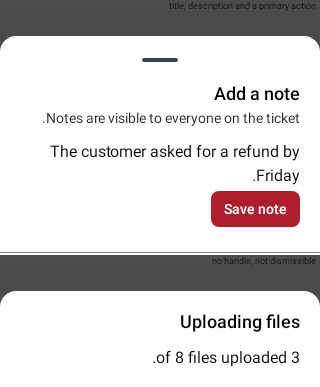 title, description and a primary action
Add a note
.Notes are visible to everyone on the ticket
The customer asked for a refund by
.Friday
Save note
no handle, not dismissible
Uploading files
.of 8 files uploaded 3